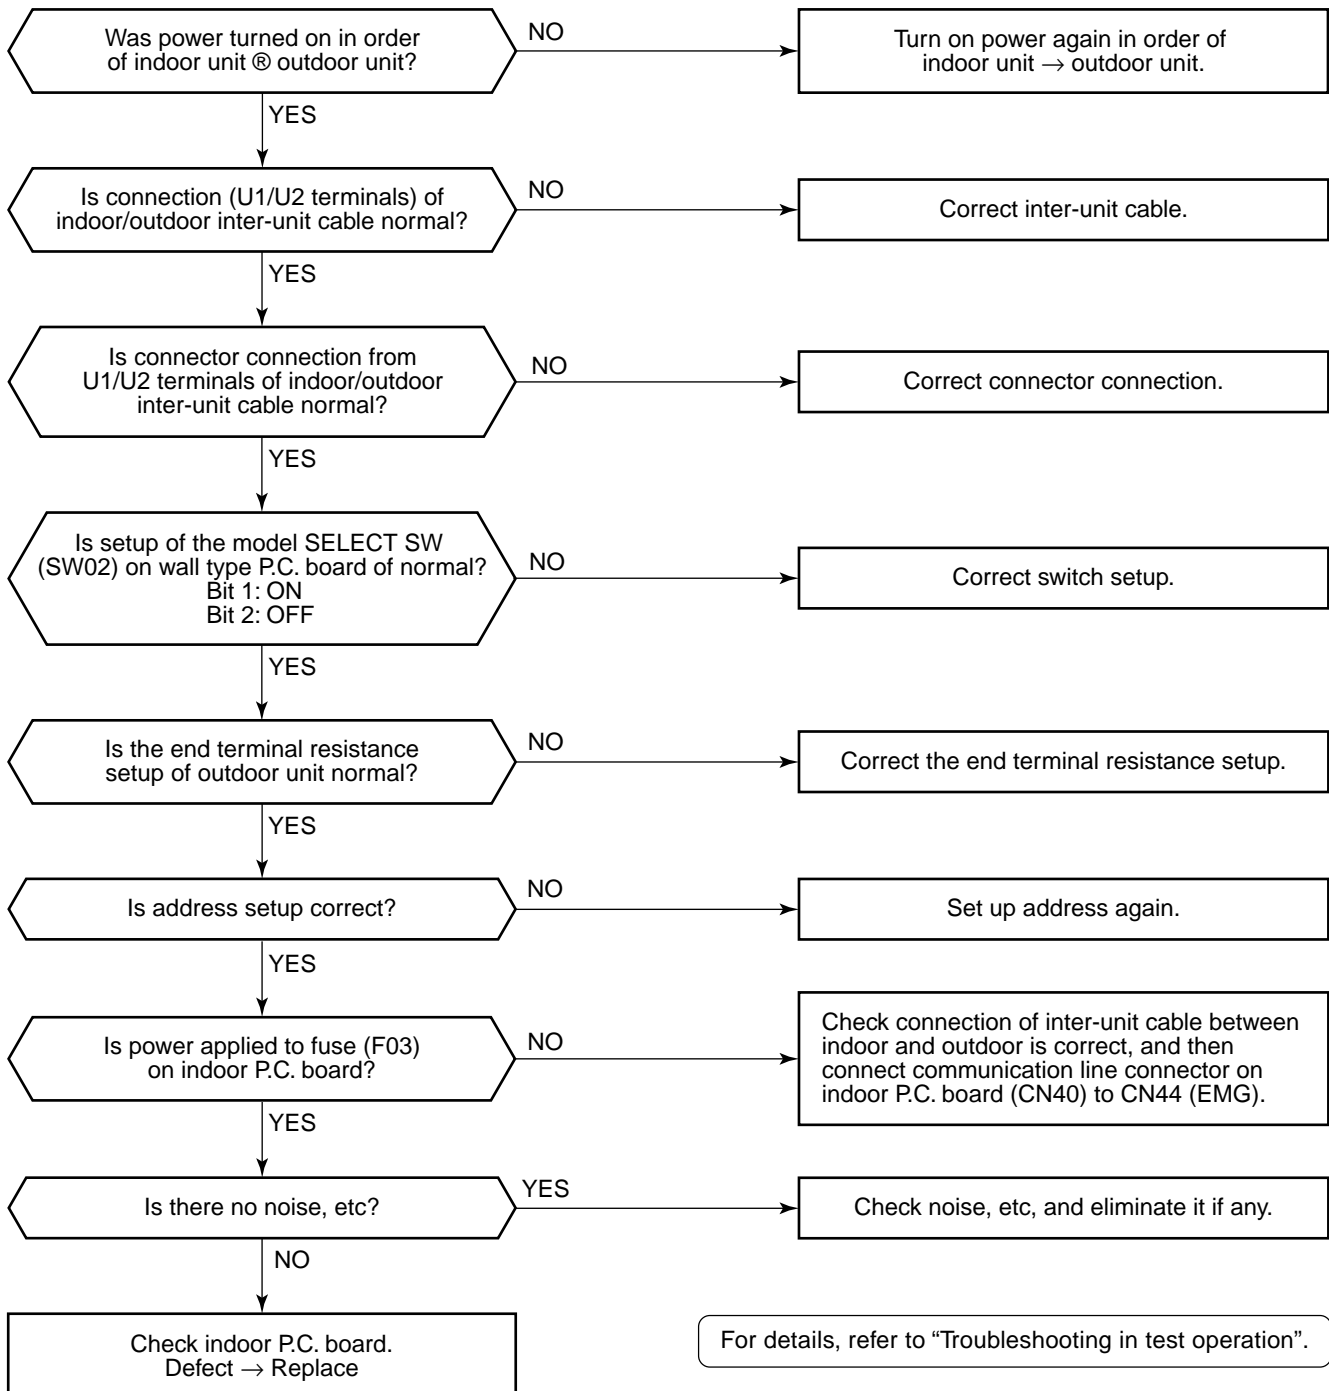 Was power turned on in order
of indoor unit ® outdoor unit?
NO
Turn on power again in order of
indoor unit → outdoor unit.
YES
Is connection (U1/U2 terminals) of
indoor/outdoor inter-unit cable normal?
NO
Correct inter-unit cable.
YES
Is connector connection from
U1/U2 terminals of indoor/outdoor
inter-unit cable normal?
NO
Correct connector connection.
YES
Is setup of the model SELECT SW
(SW02) on wall type P.C. board of normal?
Bit 1: ON
Bit 2: OFF
NO
Correct switch setup.
YES
Is the end terminal resistance
setup of outdoor unit normal?
NO
Correct the end terminal resistance setup.
YES
Is address setup correct?
NO
Set up address again.
YES
Is power applied to fuse (F03)
on indoor P.C. board?
NO
Check connection of inter-unit cable between
indoor and outdoor is correct, and then
connect communication line connector on
indoor P.C. board (CN40) to CN44 (EMG).
YES
Is there no noise, etc?
YES
Check noise, etc, and eliminate it if any.
NO
Check indoor P.C. board.
Defect → Replace
For details, refer to “Troubleshooting in test operation”.